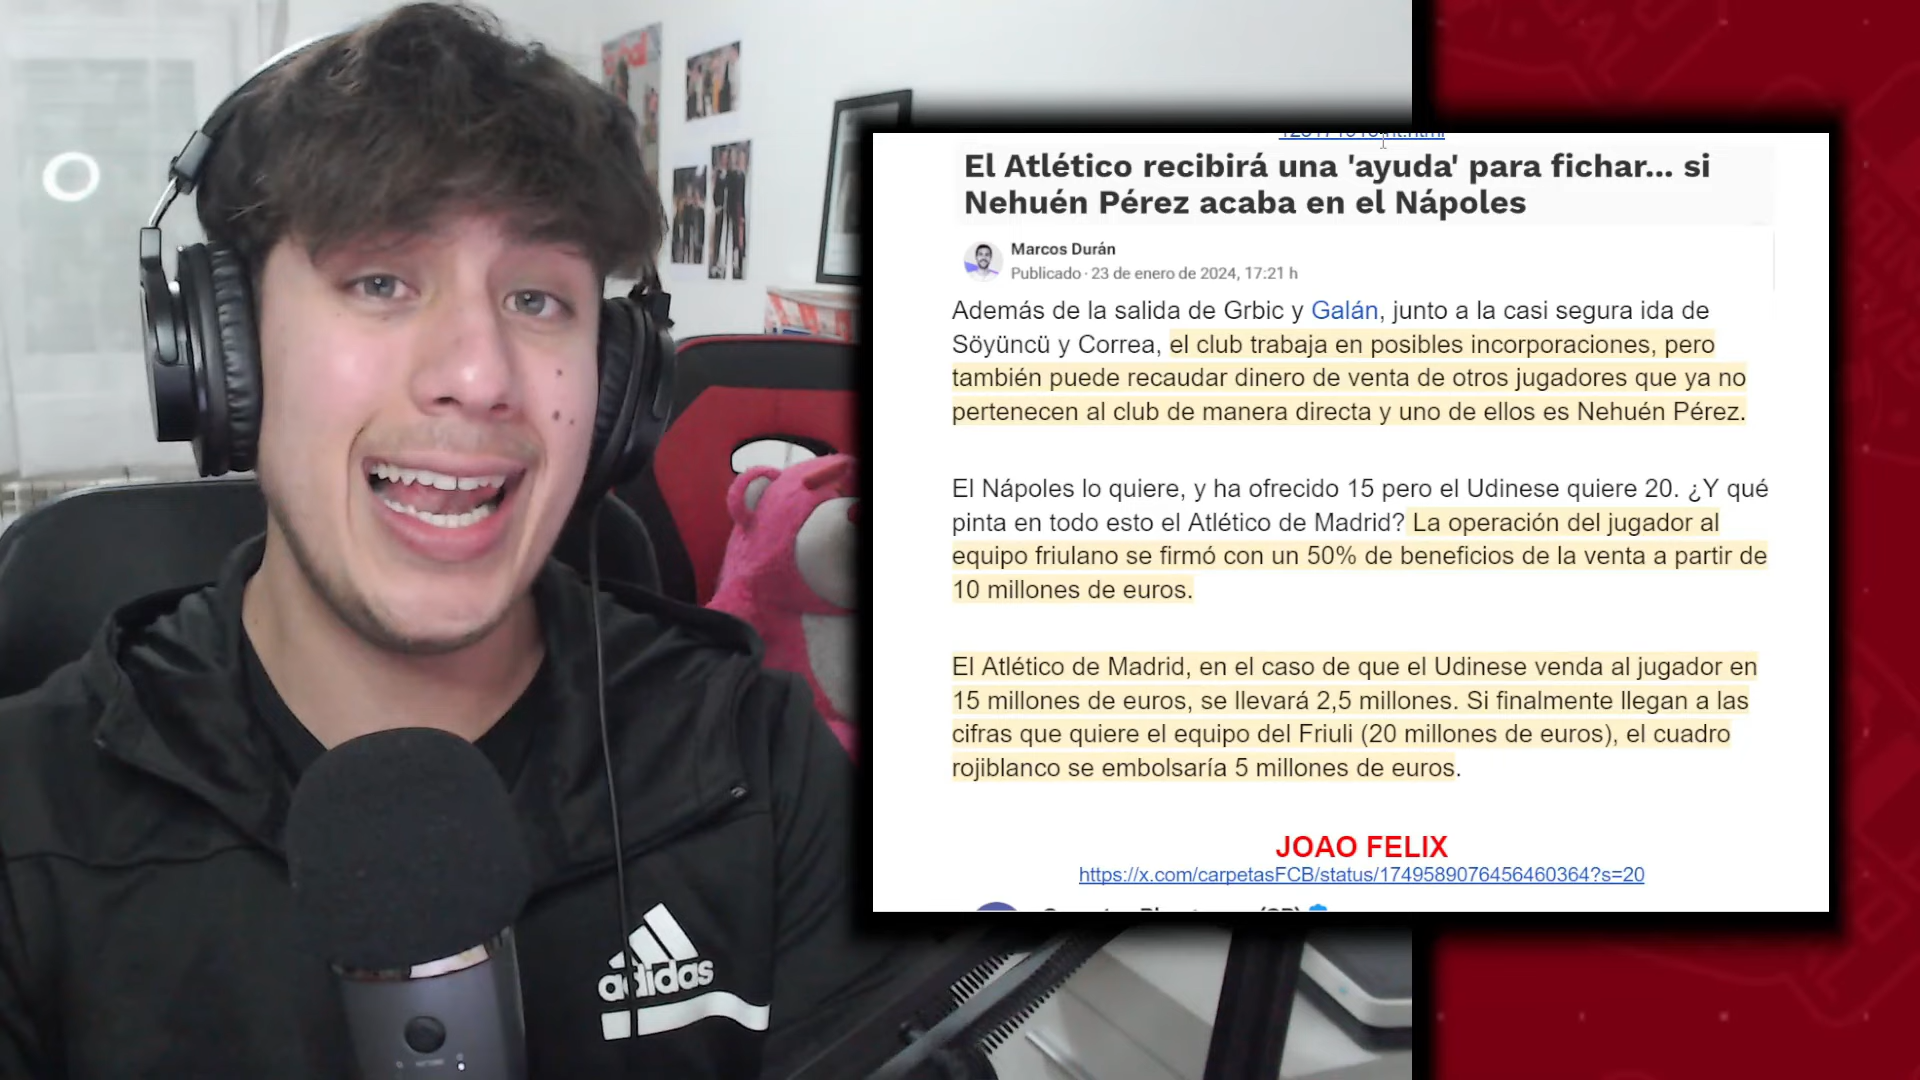 El Atlético recibirá una 'ayuda' para fichar... si
Nehuén Pérez acaba en el Nápoles
Marcos Durán
Publicado · 23 de enero de 2024, 17:21 h
Además de la salida de Grbic y Galán, junto a la casi segura ida de
Söyüncü y Correa, el club trabaja en posibles incorporaciones, pero
también puede recaudar dinero de venta de otros jugadores que ya no
pertenecen al club de manera directa y uno de ellos es Nehuén Pérez.
El Nápoles lo quiere, y ha ofrecido 15 pero el Udinese quiere 20. ¿Y qué
pinta en todo esto el Atlético de Madrid? La operación del jugador al
equipo friulano se firmó con un 50% de beneficios de la venta a partir de
10 millones de euros.
El Atlético de Madrid, en el caso de que el Udinese venda al jugador en
15 millones de euros, se llevará 2,5 millones. Si finalmente llegan a las
cifras que quiere el equipo del Friuli (20 millones de euros), el cuadro
rojiblanco se embolsaría 5 millones de euros.
JOAO FELIX
https://x.com/carpetasFCB/status/1749589076456460364?s=20
adidas